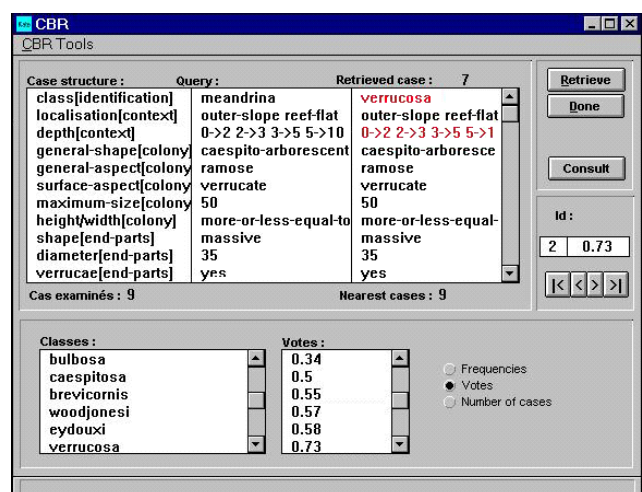 CBR
CBR Tools
Case structure : Query : Retrieved case : 7
class[identification] meandrina verrucosa
localisation[context] outer-slope reef-flat outer-slope reef-flat
depth[context] 0->2 2->3 3->5 5->10 0->2 2->3 3->5 5->1
general-shape[colony] caespito-arborescent caespito-arboresce
general-aspect[colony ramose ramose
surface-aspect[colony verrucate verrucate
maximum-size[colony 50 50
height/width[colony] more-or-less-equal-to more-or-less-equal-
shape[end-parts] massive massive
diameter[end-parts] 35 35
verrucae[end-parts] yes yes
Cas examinés : 9 Nearest cases : 9
Retrieve
Done
Consult
Id :
2 0.73
|< < > >|
Classes : Votes :
bulbosa 0.34
caespitosa 0.5
brevicornis 0.55
woodjonesi 0.57
eydouxi 0.58
verrucosa 0.73
Frequencies
Votes
Number of cases